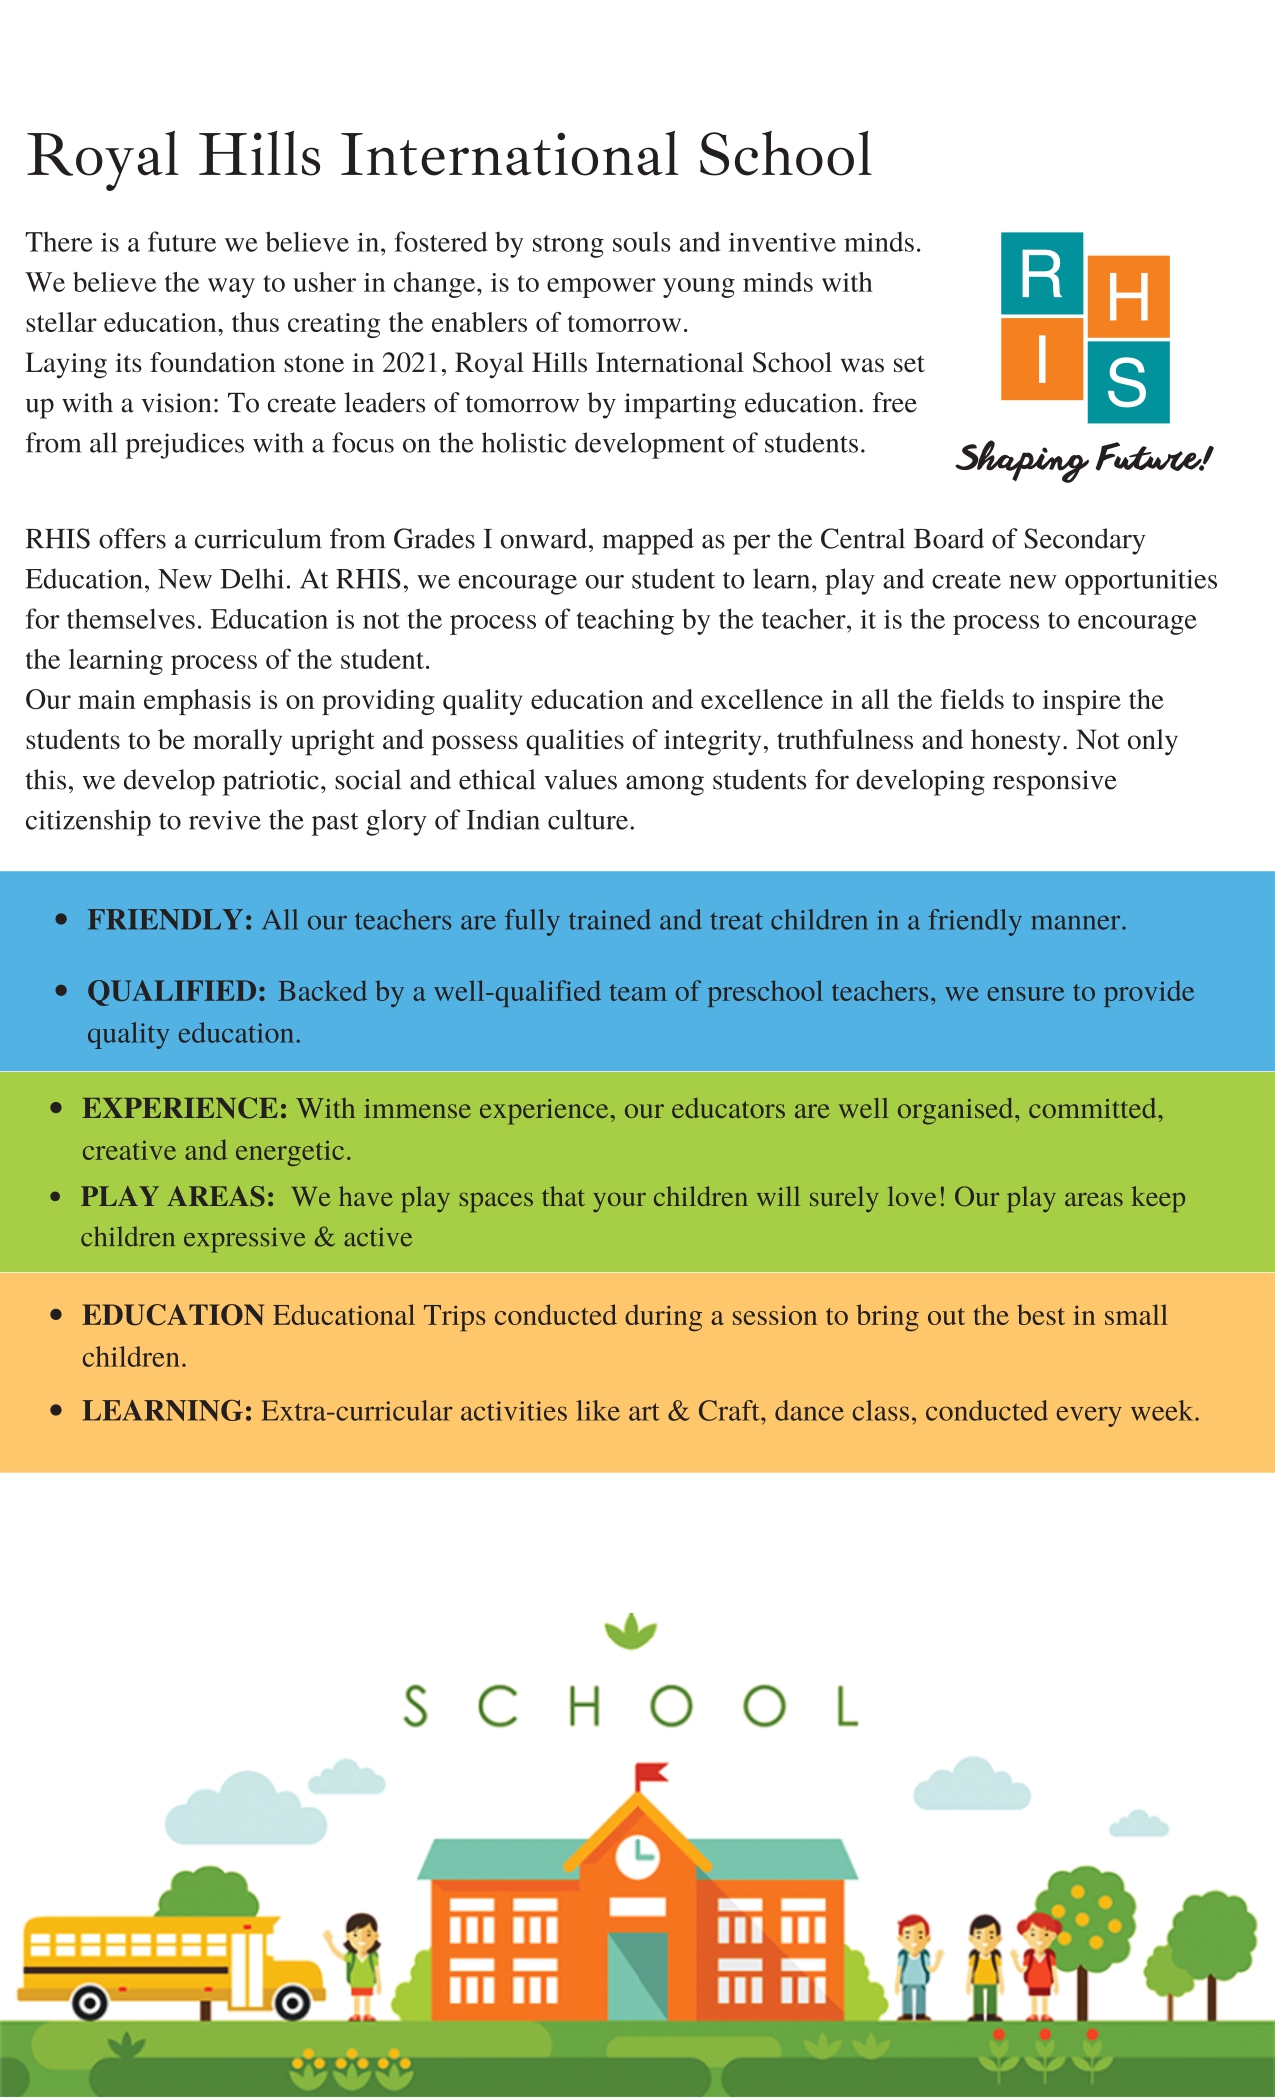 Royal Hills International School
There is a future we believe in, fostered by strong souls and inventive minds.
We believe the way to usher in change, is to empower young minds with
stellar education, thus creating the enablers of tomorrow.
Laying its foundation stone in 2021, Royal Hills International School was set
up with a vision: To create leaders of tomorrow by imparting education. free
from all prejudices with a focus on the holistic development of students.
R
H
I
S
Shaping Future!
RHIS offers a curriculum from Grades I onward, mapped as per the Central Board of Secondary
Education, New Delhi. At RHIS, we encourage our student to learn, play and create new opportunities
for themselves. Education is not the process of teaching by the teacher, it is the process to encourage
the learning process of the student.
Our main emphasis is on providing quality education and excellence in all the fields to inspire the
students to be morally upright and possess qualities of integrity, truthfulness and honesty. Not only
this, we develop patriotic, social and ethical values among students for developing responsive
citizenship to revive the past glory of Indian culture.
• FRIENDLY: All our teachers are fully trained and treat children in a friendly manner.
• QUALIFIED: Backed by a well-qualified team of preschool teachers, we ensure to provide
quality education.
• EXPERIENCE: With immense experience, our educators are well organised, committed,
creative and energetic.
• PLAY AREAS: We have play spaces that your children will surely love! Our play areas keep
children expressive & active
• EDUCATION Educational Trips conducted during a session to bring out the best in small
children.
• LEARNING: Extra-curricular activities like art & Craft, dance class, conducted every week.
SCHOOL